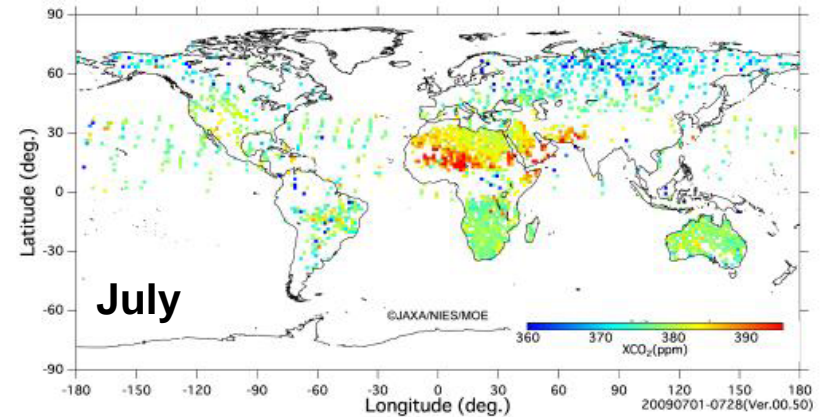 90
60
30
0
-30
-60
-90
Latitude (deg.)
July
©JAXA/NIES/MOE
360 370 380 390
XCO₂(ppm)
-180 -150 -120 -90 -60 -30 0 30 60 90 120 150 180
Longitude (deg.)
20090701-0728(Ver.00.50)